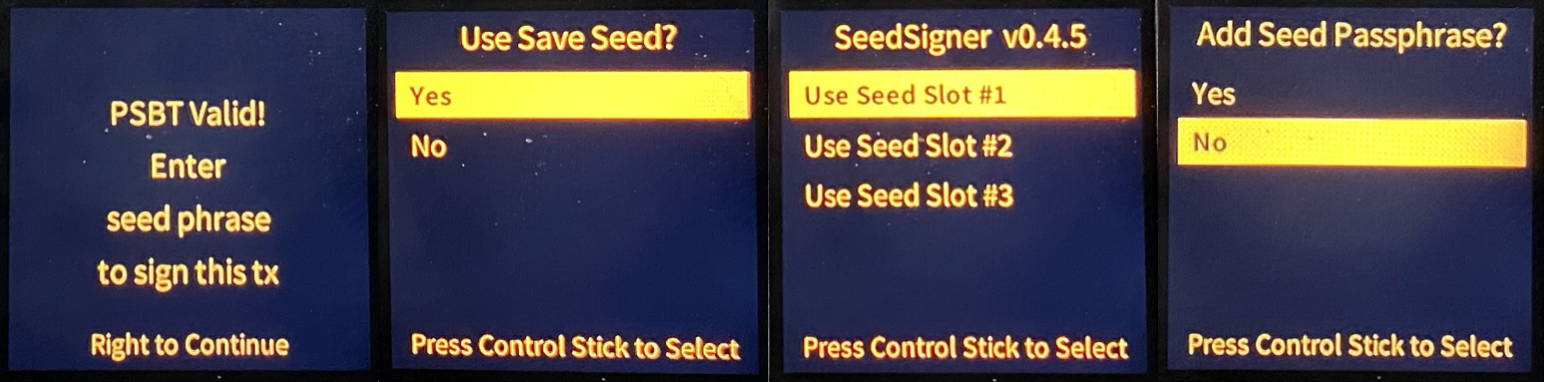 PSBT Valid!
Enter
seed phrase
to sign this tx
Right to Continue
Use Save Seed?
Yes
No
Press Control Stick to Select
SeedSigner v0.4.5
Use Seed Slot #1
Use Seed Slot #2
Use Seed Slot #3
Press Control Stick to Select
Add Seed Passphrase?
Yes
No
Press Control Stick to Select